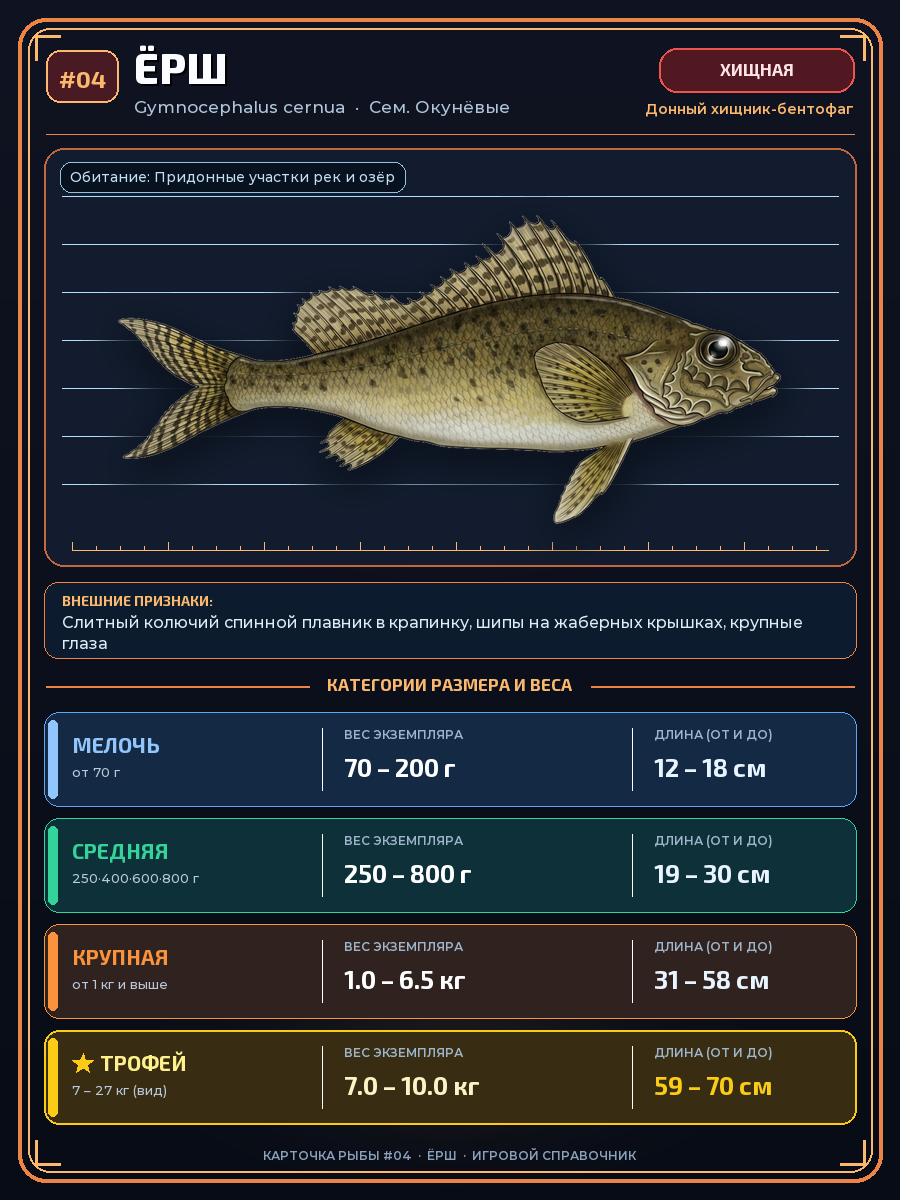 #04
ЁРШ
Gymnocephalus cernua · Сем. Окунёвые
ХИЩНАЯ
Донный хищник-бентофаг
Обитание: Придонные участки рек и озёр
ВНЕШНИЕ ПРИЗНАКИ:
Слитный колючий спинной плавник в крапинку, шипы на жаберных крышках, крупные
глаза
КАТЕГОРИИ РАЗМЕРА И ВЕСА
МЕЛОЧЬ
от 70 г
ВЕС ЭКЗЕМПЛЯРА
70 – 200 г
ДЛИНА (ОТ И ДО)
12 – 18 см
СРЕДНЯЯ
250·400·600·800 г
ВЕС ЭКЗЕМПЛЯРА
250 – 800 г
ДЛИНА (ОТ И ДО)
19 – 30 см
КРУПНАЯ
от 1 кг и выше
ВЕС ЭКЗЕМПЛЯРА
1.0 – 6.5 кг
ДЛИНА (ОТ И ДО)
31 – 58 см
★ ТРОФЕЙ
7 – 27 кг (вид)
ВЕС ЭКЗЕМПЛЯРА
7.0 – 10.0 кг
ДЛИНА (ОТ И ДО)
59 – 70 см
КАРТОЧКА РЫБЫ #04 · ЁРШ · ИГРОВОЙ СПРАВОЧНИК